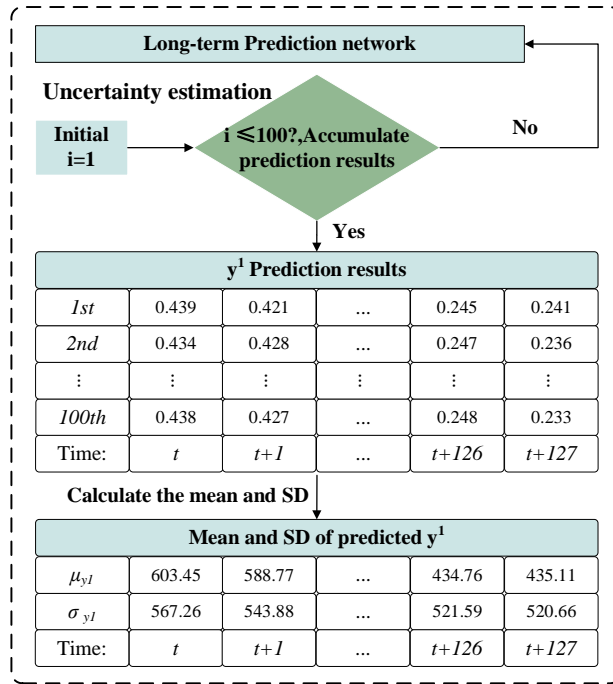 Long-term Prediction network
Uncertainty estimation
Initial
i=1
i ≤100?,Accumulate
prediction results
No
Yes
y¹ Prediction results
1st 0.439 0.421 ... 0.245 0.241
2nd 0.434 0.428 ... 0.247 0.236
⋮ ⋮ ⋮ ⋮ ⋮ ⋮
100th 0.438 0.427 ... 0.248 0.233
Time: t t+1 ... t+126 t+127
Calculate the mean and SD
Mean and SD of predicted y¹
μy1 603.45 588.77 ... 434.76 435.11
σ y1 567.26 543.88 ... 521.59 520.66
Time: t t+1 ... t+126 t+127